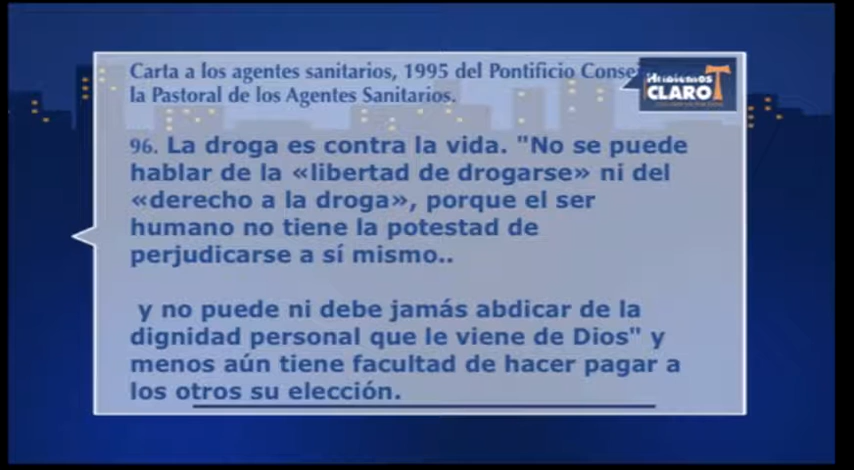 Carta a los agentes sanitarios, 1995 del Pontificio
la Pastoral de los Agentes Sanitarios.
Hablemos
CLARO
96. La droga es contra la vida. "No se puede
hablar de la «libertad de drogarse» ni del
«derecho a la droga», porque el ser
humano no tiene la potestad de
perjudicarse a sí mismo..
y no puede ni debe jamás abdicar de la
dignidad personal que le viene de Dios" y
menos aún tiene facultad de hacer pagar a
los otros su elección.